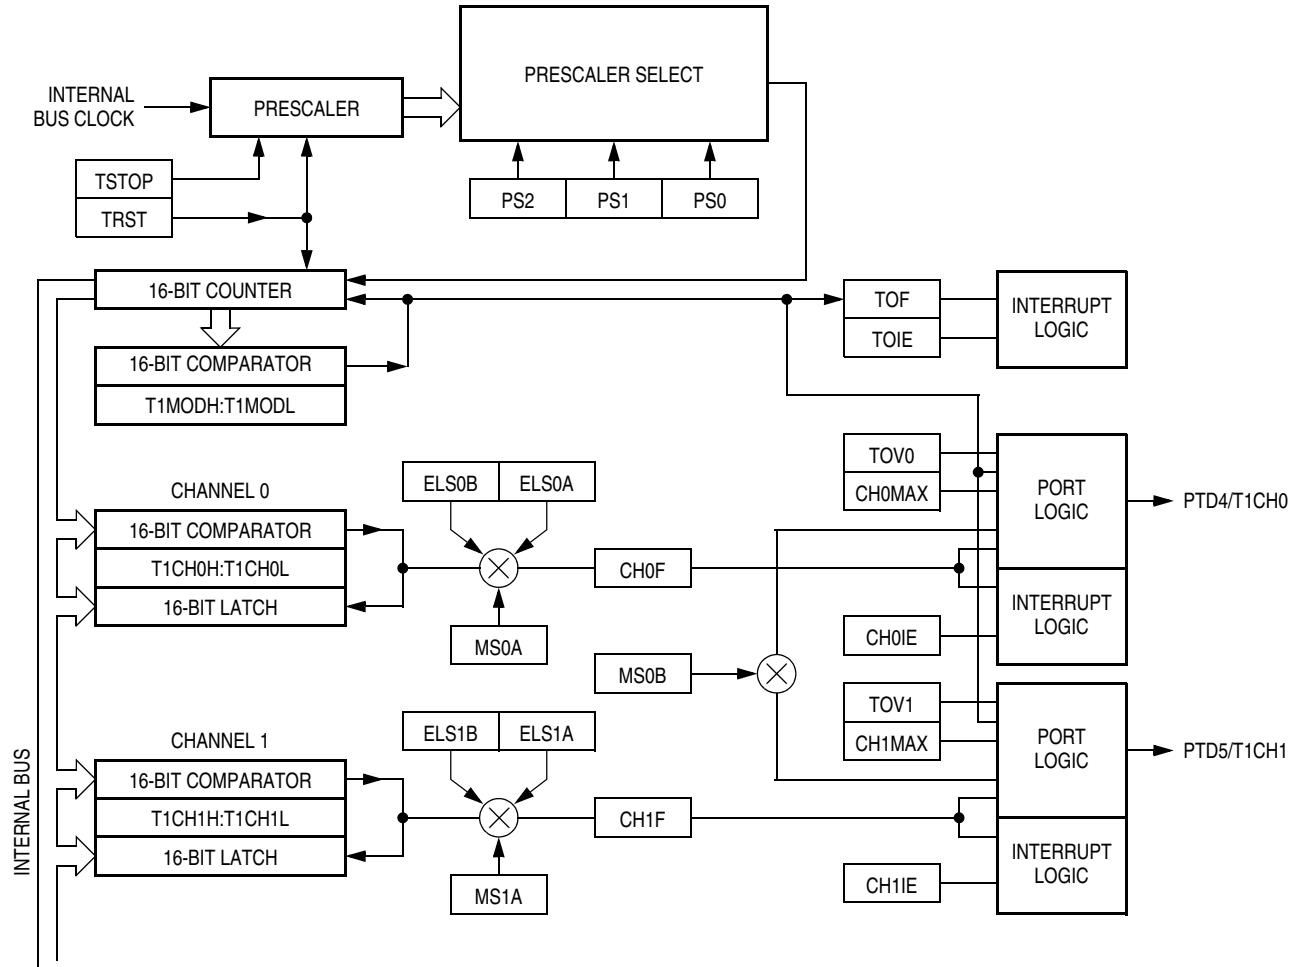 INTERNAL
BUS CLOCK
PRESCALER
PRESCALER SELECT
TSTOP
TRST
PS2
PS1
PS0
16-BIT COUNTER
16-BIT COMPARATOR
T1MODH:T1MODL
TOF
TOIE
INTERRUPT
LOGIC
CHANNEL 0
16-BIT COMPARATOR
T1CH0H:T1CH0L
16-BIT LATCH
ELS0B
ELS0A
MS0A
CH0F
TOV0
CH0MAX
PORT
LOGIC
PTD4/T1CH0
INTERRUPT
LOGIC
CH0IE
MS0B
CHANNEL 1
16-BIT COMPARATOR
T1CH1H:T1CH1L
16-BIT LATCH
ELS1B
ELS1A
MS1A
CH1F
TOV1
CH1MAX
PORT
LOGIC
PTD5/T1CH1
INTERRUPT
LOGIC
CH1IE
INTERNAL BUS